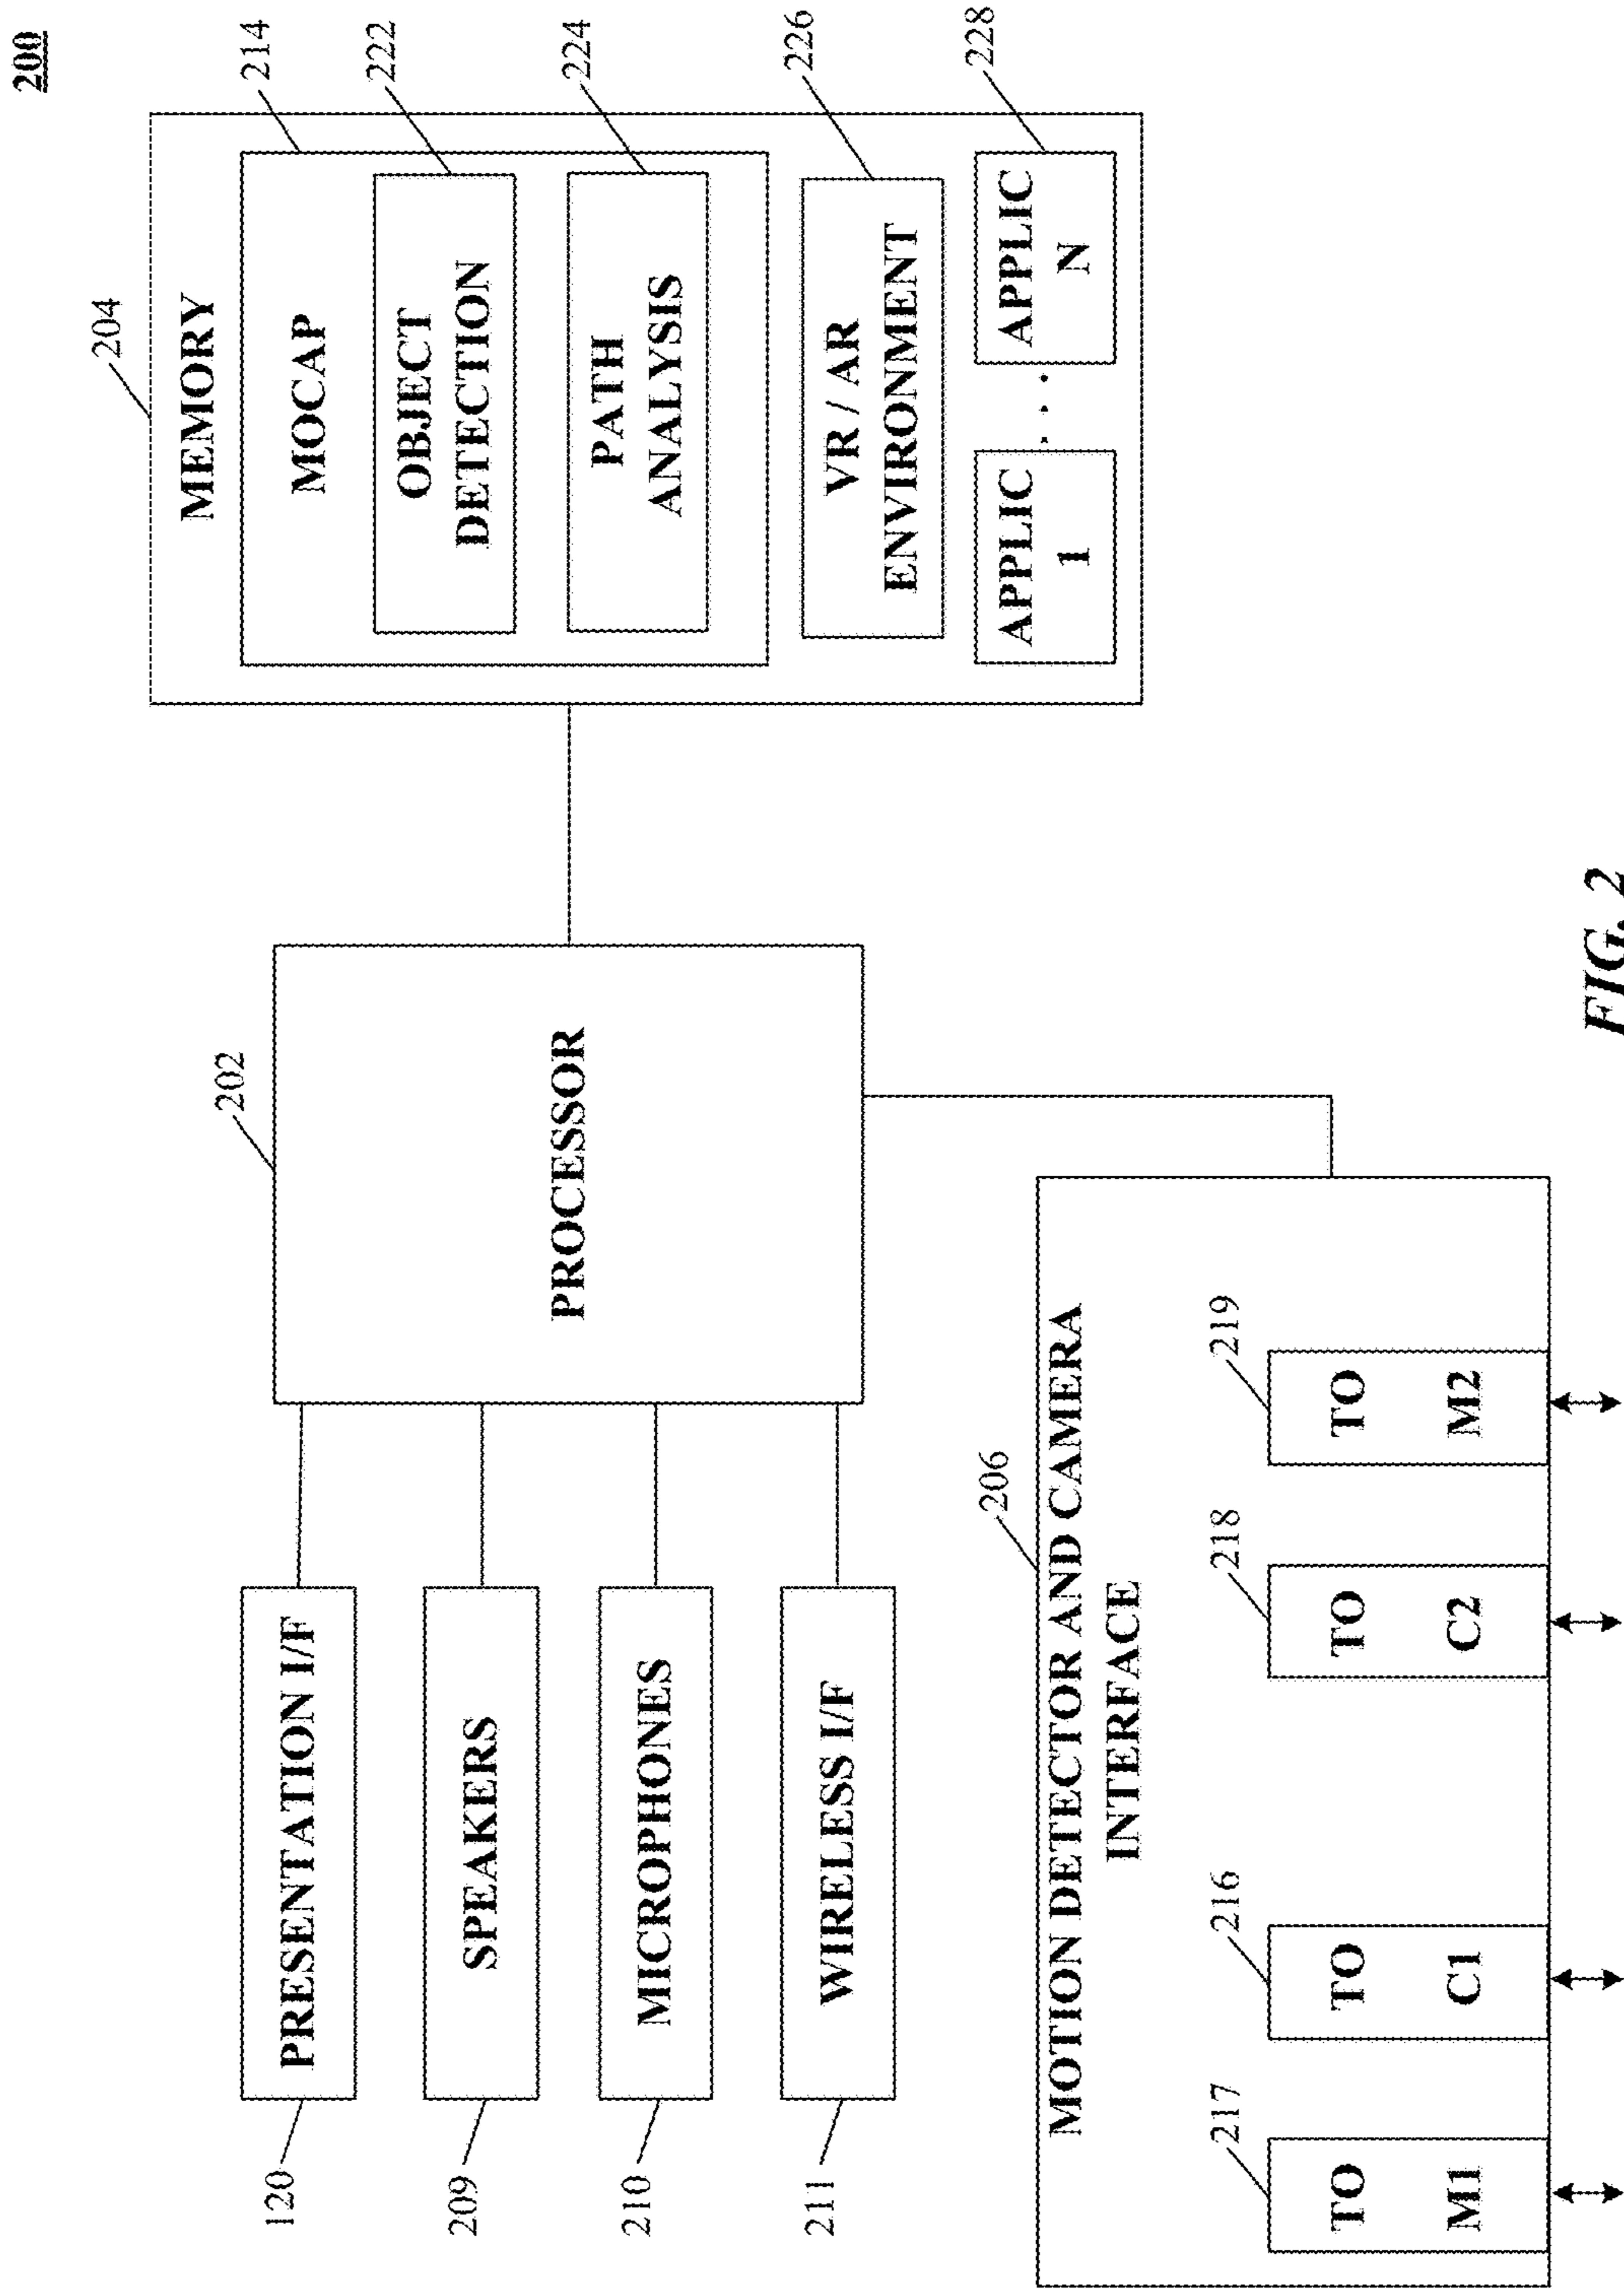 200
204
MEMORY
214
MOCAP
222
OBJECT
DETECTION
224
PATH
ANALYSIS
226
VR / AR
ENVIRONMENT
228
APPLIC
1
. . .
APPLIC
N
202
PROCESSOR
120
PRESENTATION I/F
209
SPEAKERS
210
MICROPHONES
211
WIRELESS I/F
206
MOTION DETECTOR AND CAMERA
INTERFACE
217
TO
M1
216
TO
C1
218
TO
C2
219
TO
M2
FIG. 2